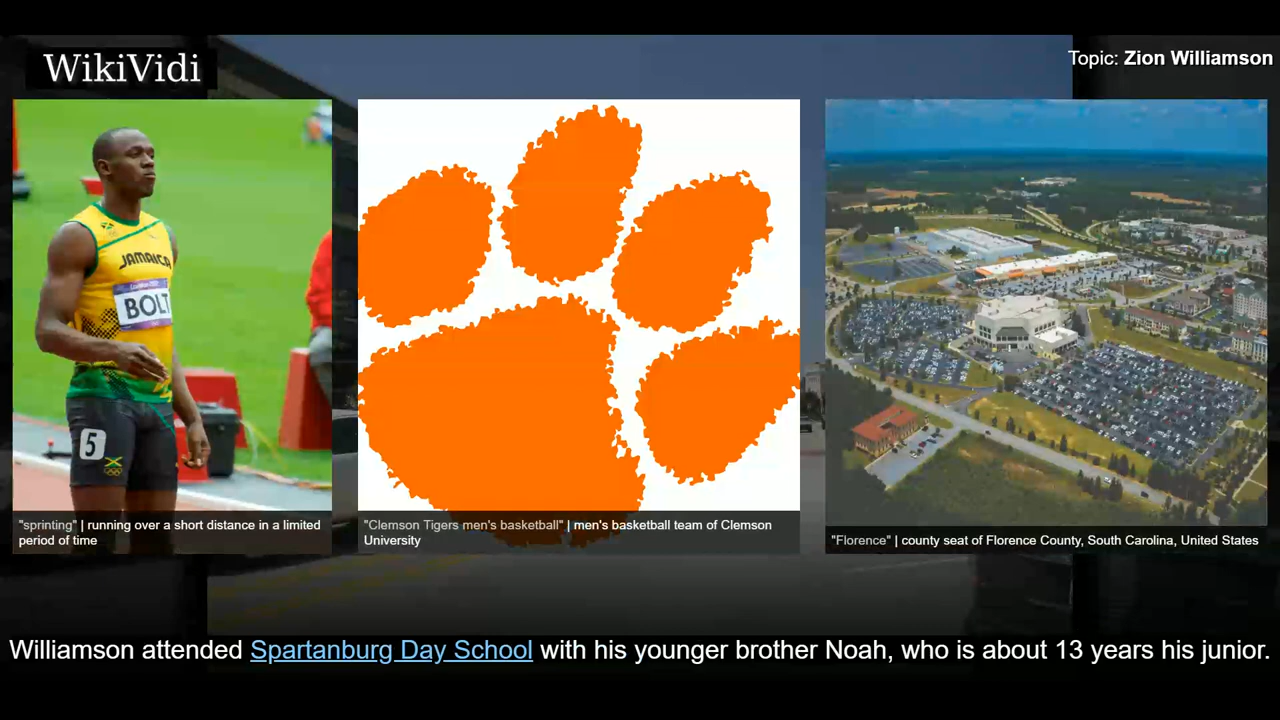 WikiVidi
Topic: Zion Williamson
JAMAICA
London 2012
BOLT
5
"sprinting" | running over a short distance in a limited
period of time
"Clemson Tigers men's basketball" | men's basketball team of Clemson
University
"Florence" | county seat of Florence County, South Carolina, United States
Williamson attended Spartanburg Day School with his younger brother Noah, who is about 13 years his junior.